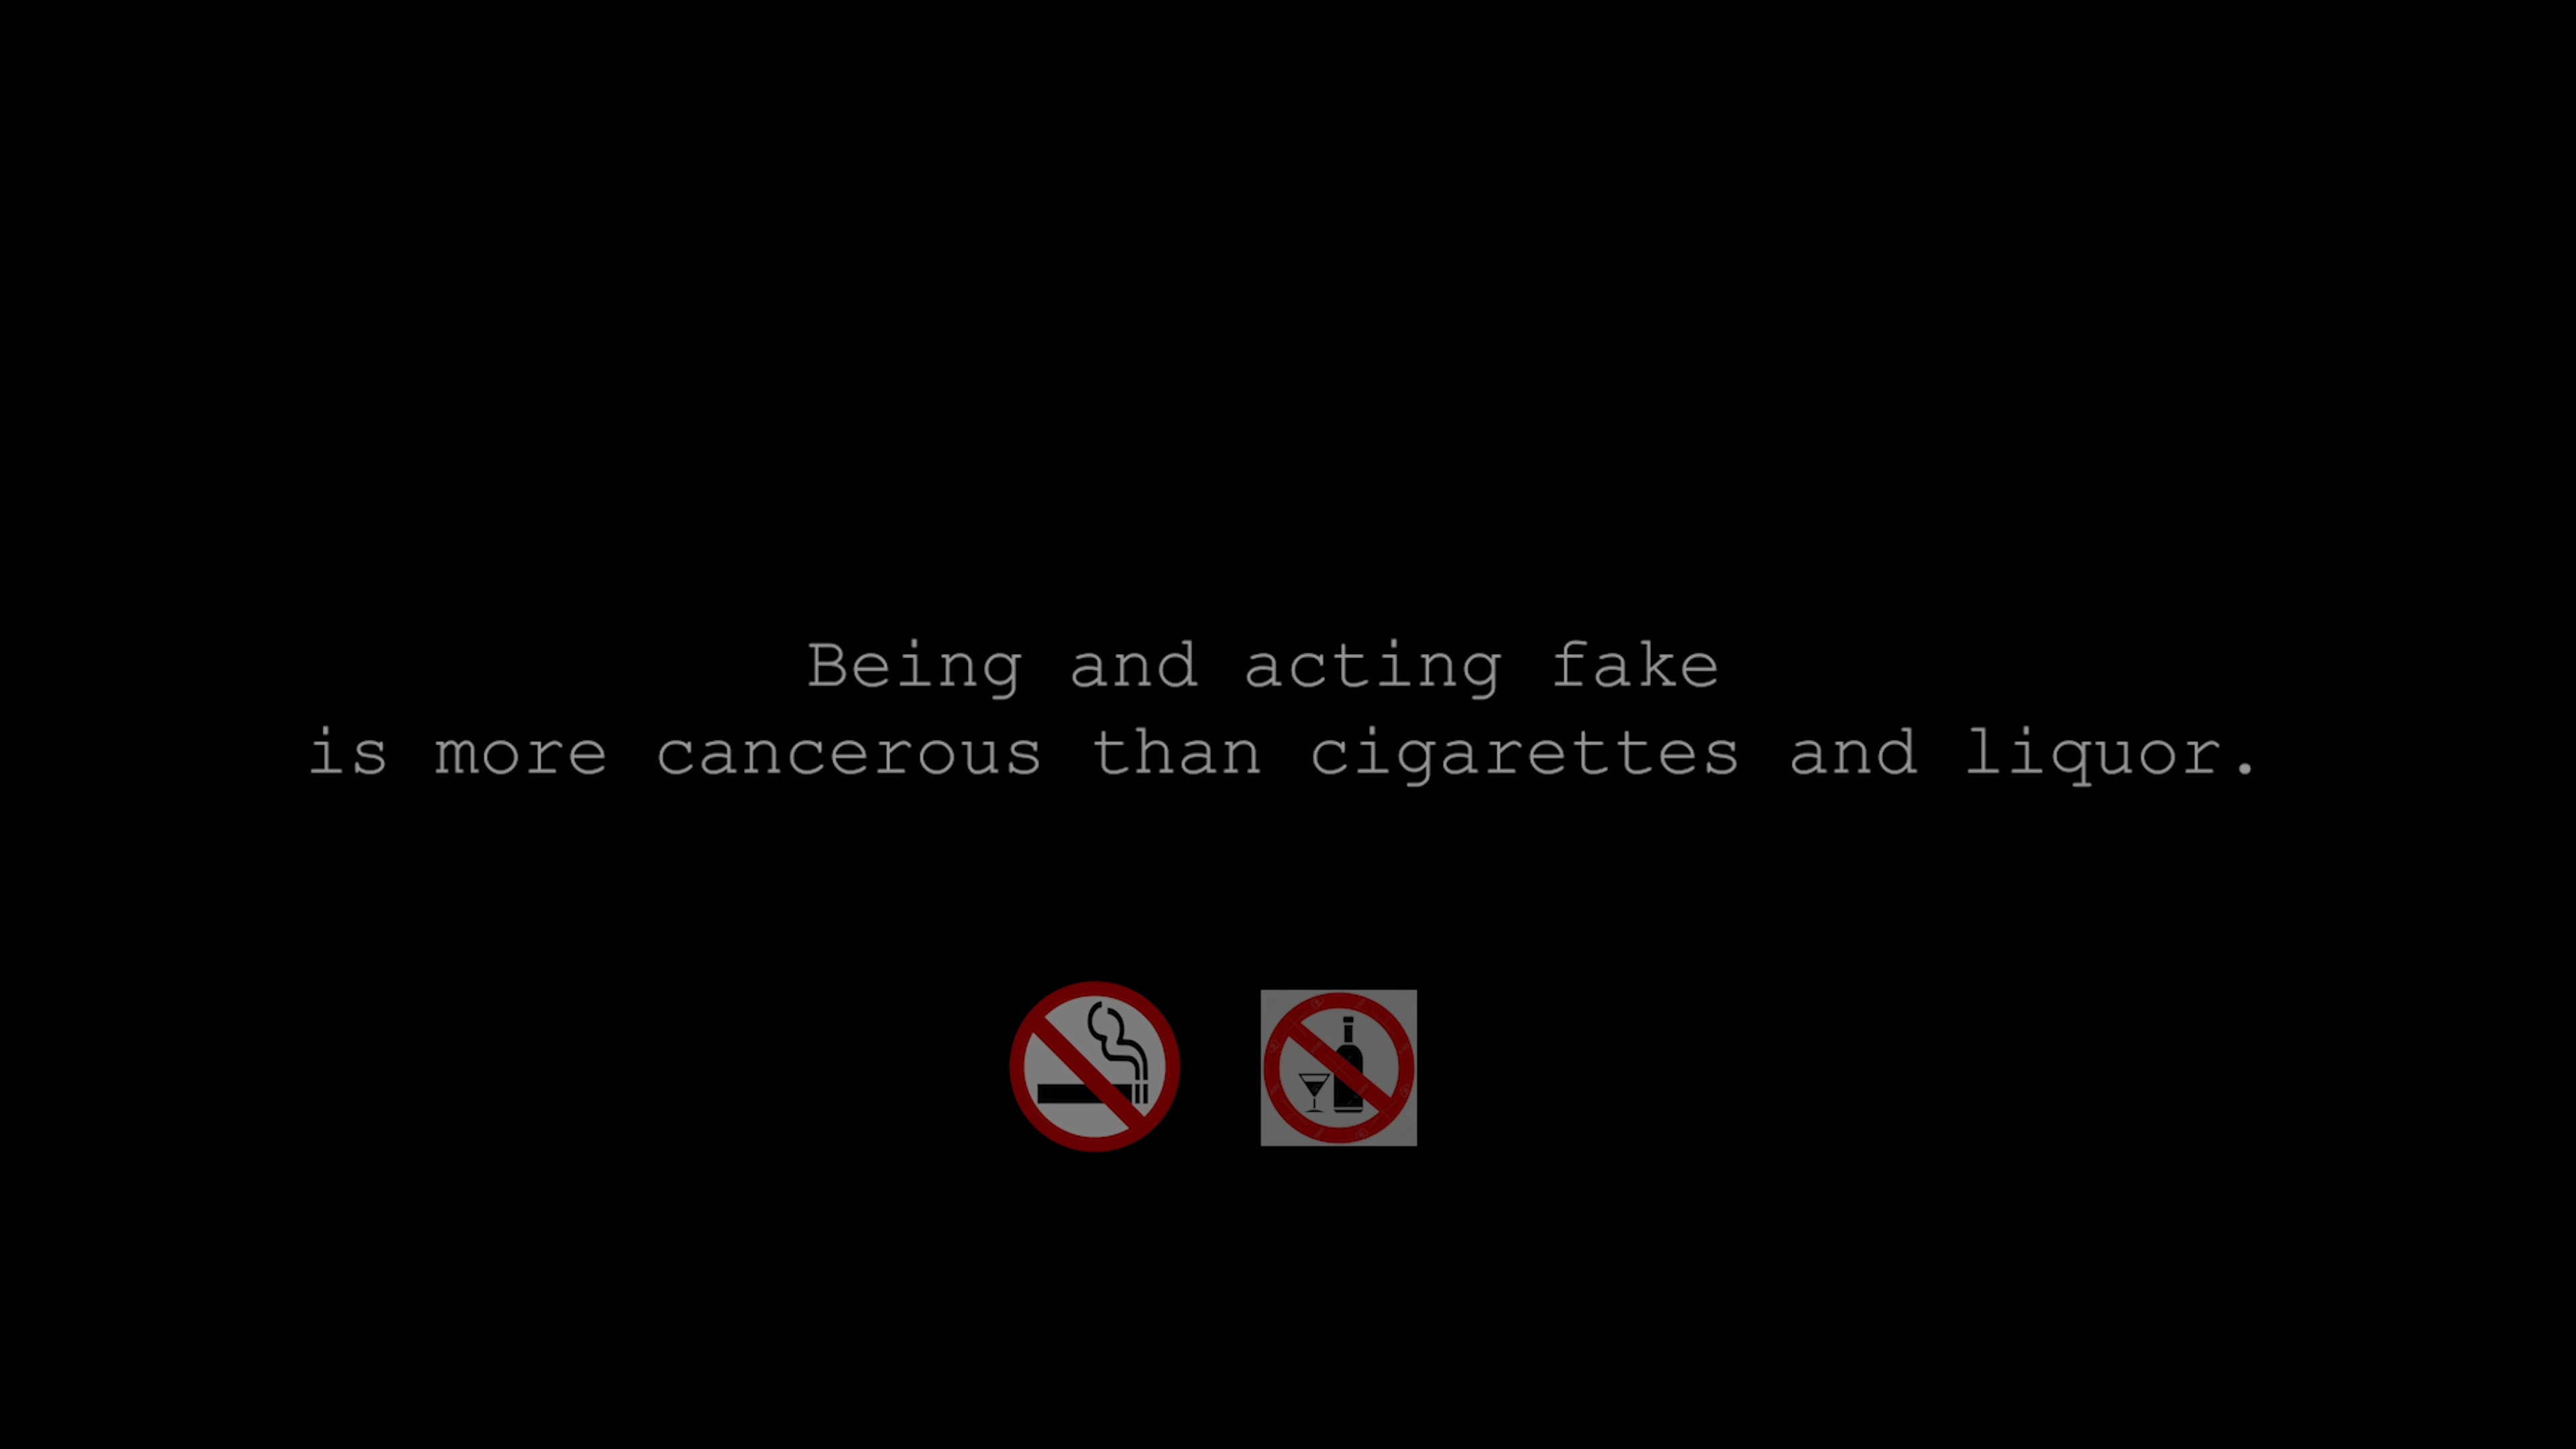 Being and acting fake
is more cancerous than cigarettes and liquor.